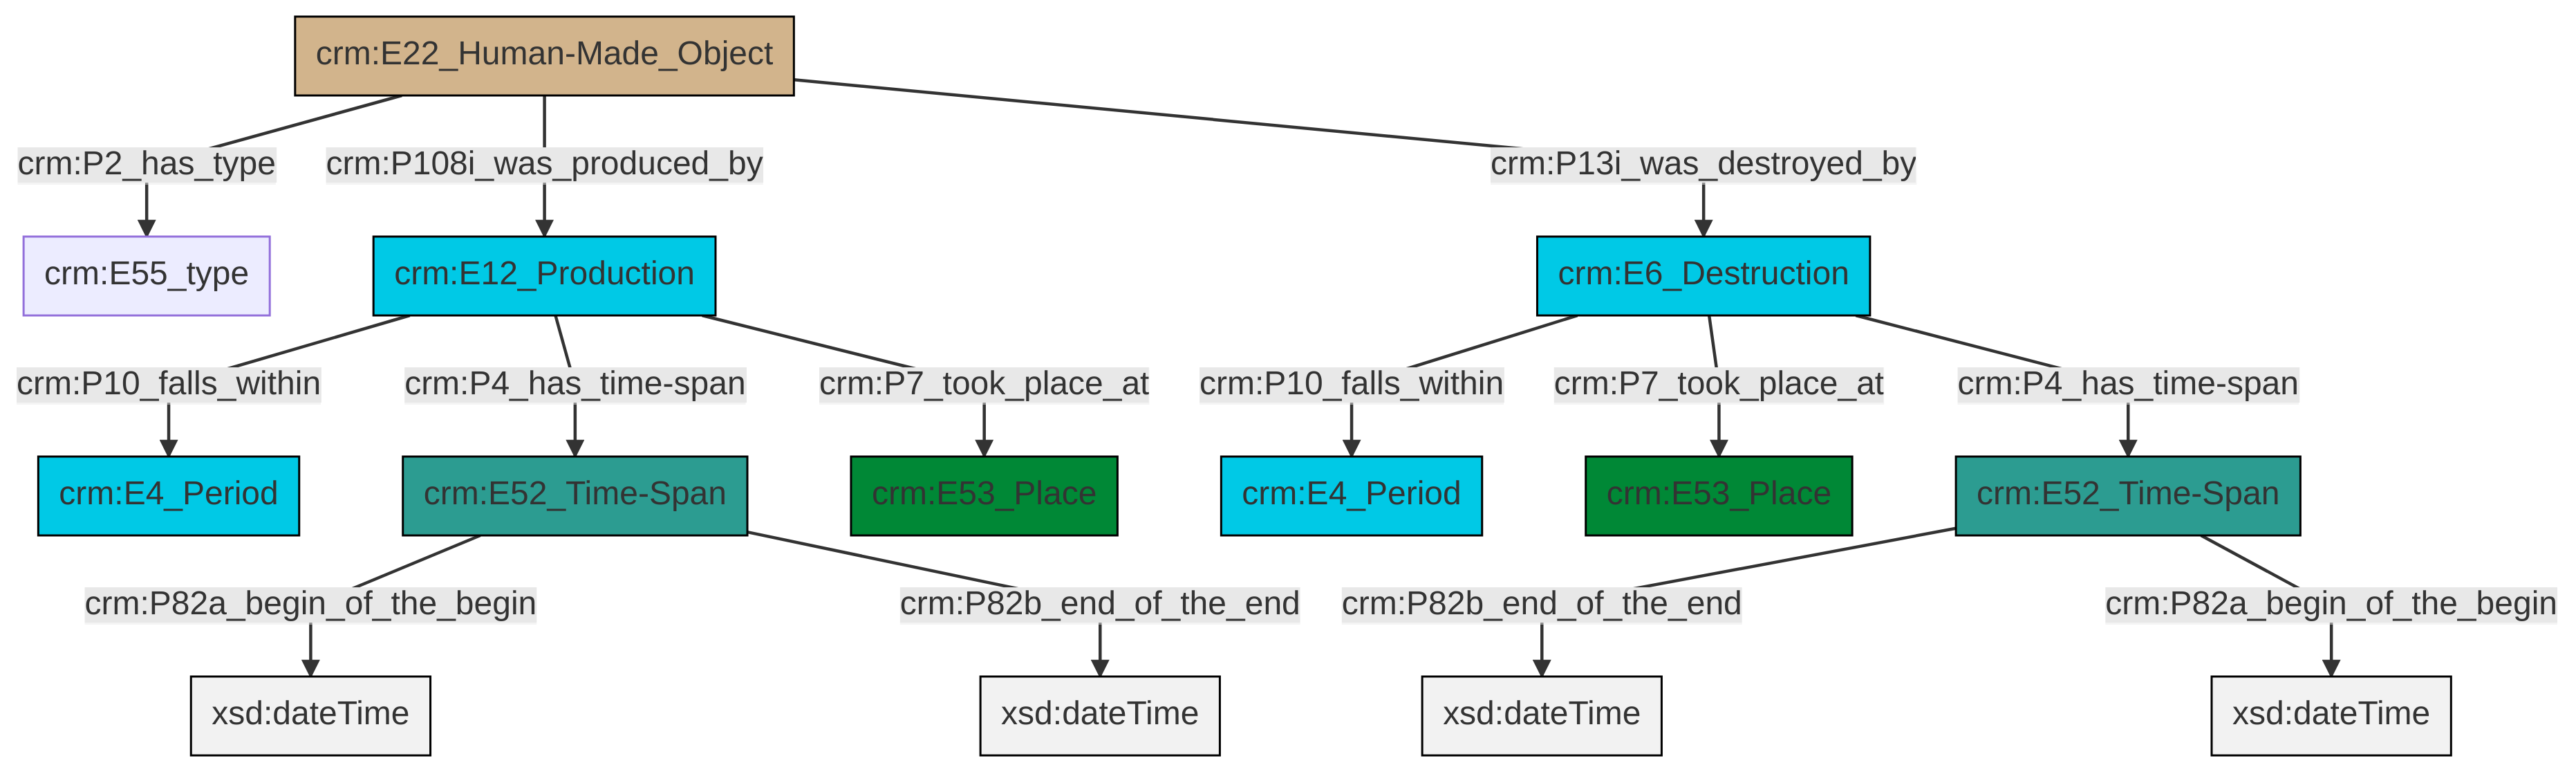 crm:E22_Human-Made_Object
crm:P2_has_type
crm:P108i_was_produced_by
crm:P13i_was_destroyed_by
crm:E55_type
crm:E12_Production
crm:E6_Destruction
crm:P10_falls_within
crm:P4_has_time-span
crm:P7_took_place_at
crm:P10_falls_within
crm:P7_took_place_at
crm:P4_has_time-span
crm:E4_Period
crm:E52_Time-Span
crm:E53_Place
crm:E4_Period
crm:E53_Place
crm:E52_Time-Span
crm:P82a_begin_of_the_begin
crm:P82b_end_of_the_end
crm:P82b_end_of_the_end
crm:P82a_begin_of_the_begin
xsd:dateTime
xsd:dateTime
xsd:dateTime
xsd:dateTime